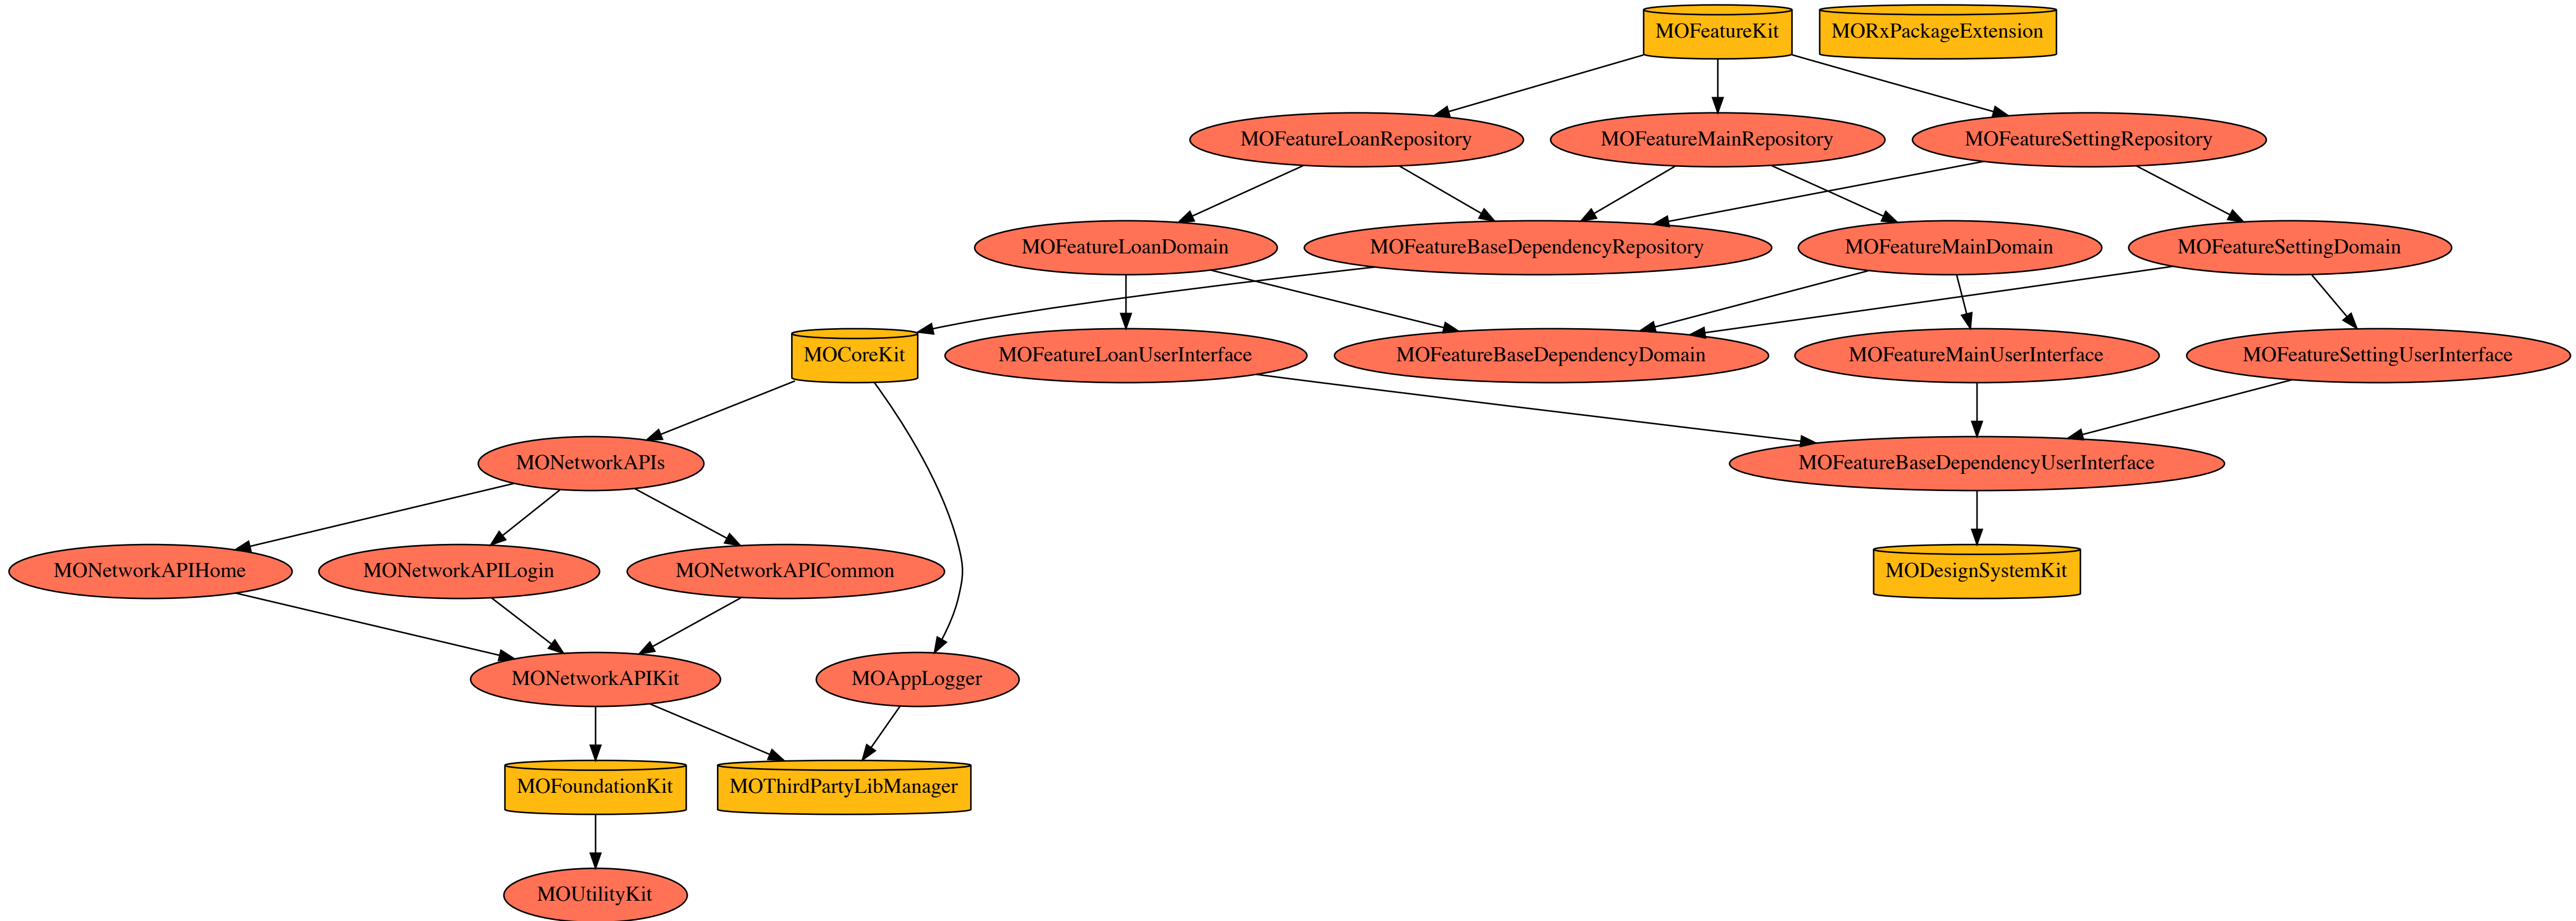 MOFeatureKit
MORxPackageExtension
MOFeatureLoanRepository
MOFeatureMainRepository
MOFeatureSettingRepository
MOFeatureLoanDomain
MOFeatureBaseDependencyRepository
MOFeatureMainDomain
MOFeatureSettingDomain
MOCoreKit
MOFeatureLoanUserInterface
MOFeatureBaseDependencyDomain
MOFeatureMainUserInterface
MOFeatureSettingUserInterface
MONetworkAPIs
MOFeatureBaseDependencyUserInterface
MONetworkAPIHome
MONetworkAPILogin
MONetworkAPICommon
MODesignSystemKit
MONetworkAPIKit
MOAppLogger
MOFoundationKit
MOThirdPartyLibManager
MOUtilityKit